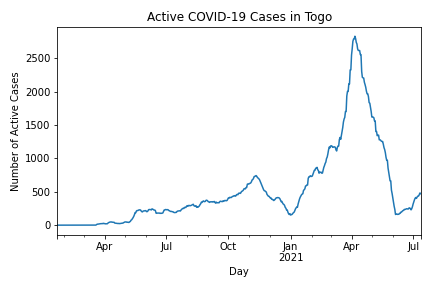 Active COVID-19 Cases in Togo
Number of Active Cases
2500
2000
1500
1000
500
0
Apr
Jul
Oct
Jan
2021
Apr
Jul
Day